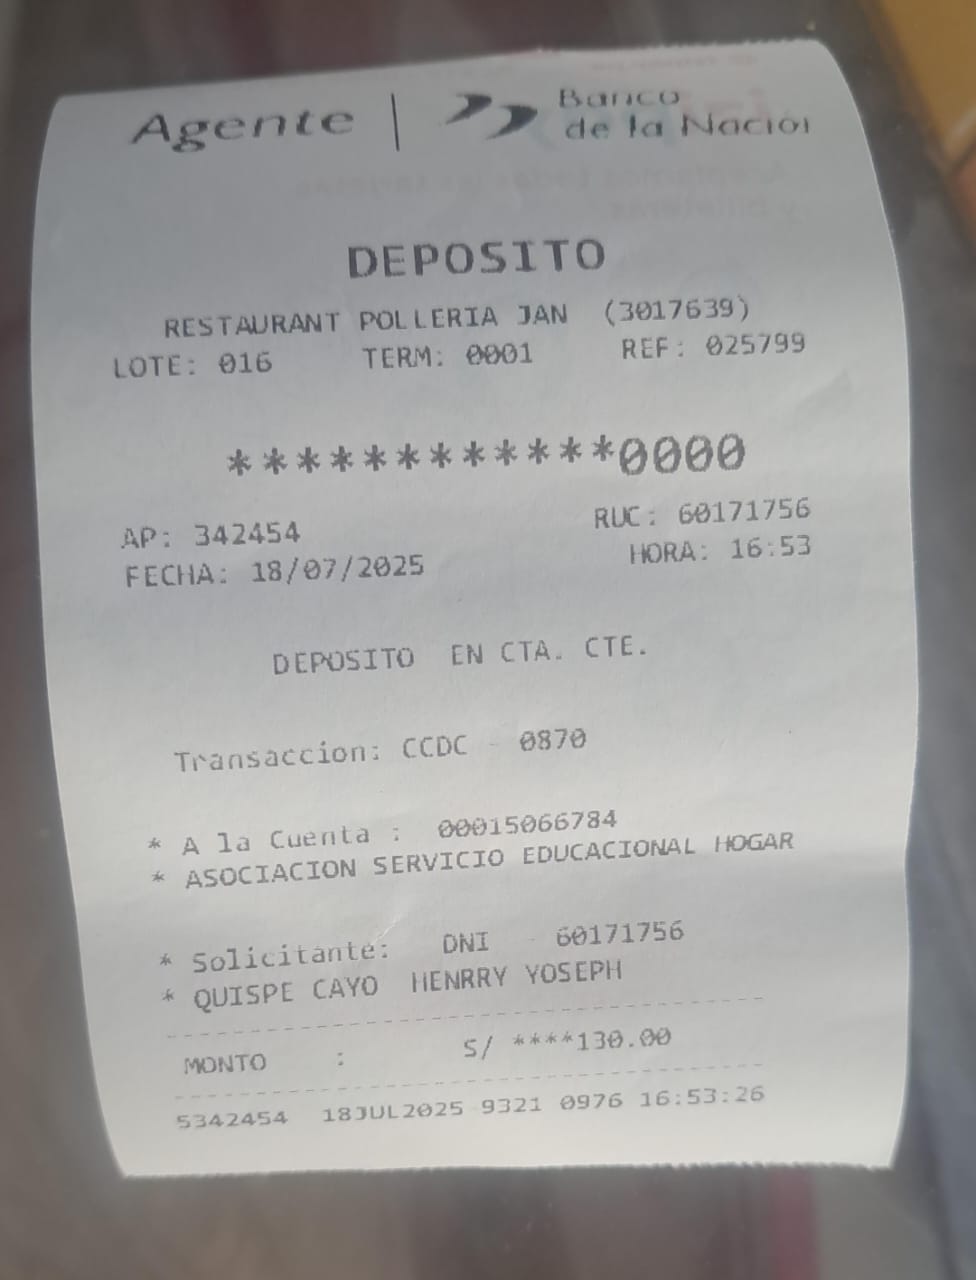 Agente | Banco
de la Nación
DEPOSITO
RESTAURANT POLLERIA JAN (3017639)
LOTE: 016 TERM: 0001 REF: 025799
************0000
AP: 342454 RUC: 60171756
FECHA: 18/07/2025 HORA: 16:53
DEPOSITO EN CTA. CTE.
Transaccion: CCDC - 0870
* A la Cuenta : 00015066784
* ASOCIACION SERVICIO EDUCACIONAL HOGAR
* Solicitante: DNI - 60171756
* QUISPE CAYO HENRRY YOSEPH
MONTO : S/ ****130.00
5342454 18JUL2025 9321 0976 16:53:26